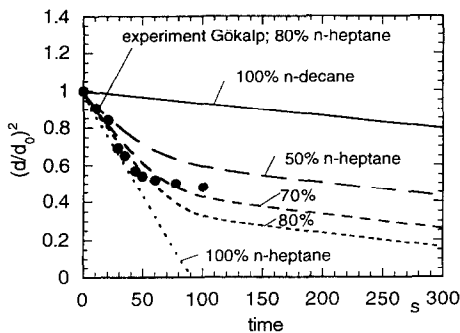 1.4
experiment Gökalp; 80% n-heptane
1.2
100% n-decane
1
0.8
(d/d0)2
50% n-heptane
0.6
70%
0.4
80%
0.2
100% n-heptane
0
0 50 100 150 200 250 s 300
time